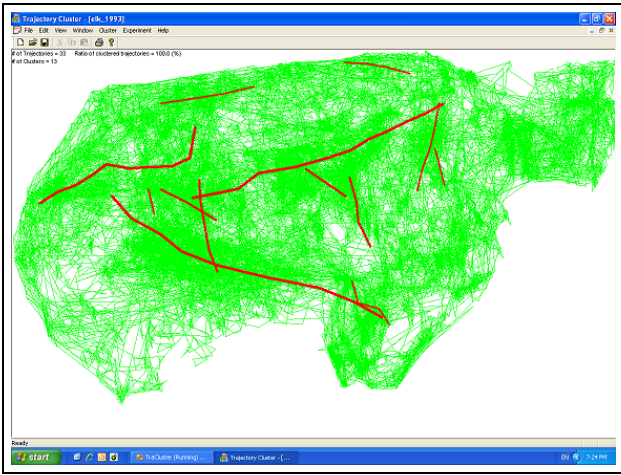 Trajectory Cluster - [elk_1993]
File Edit View Window Cluster Experiment Help
# of Trajectories = 33 Ratio of clustered trajectories = 100.0 (%)
# of Clusters = 13
Ready
start TraCluster (Running) ... Trajectory Cluster - [... EN 7:24 PM